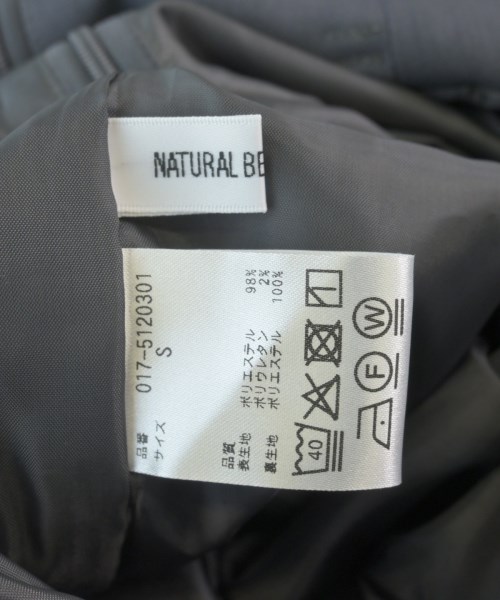 NATURAL BE
品番 017-5120301
サイズ S
品質
表生地 ポリエステル 98%
ポリウレタン 2%
裏生地 ポリエステル 100%
40
F W